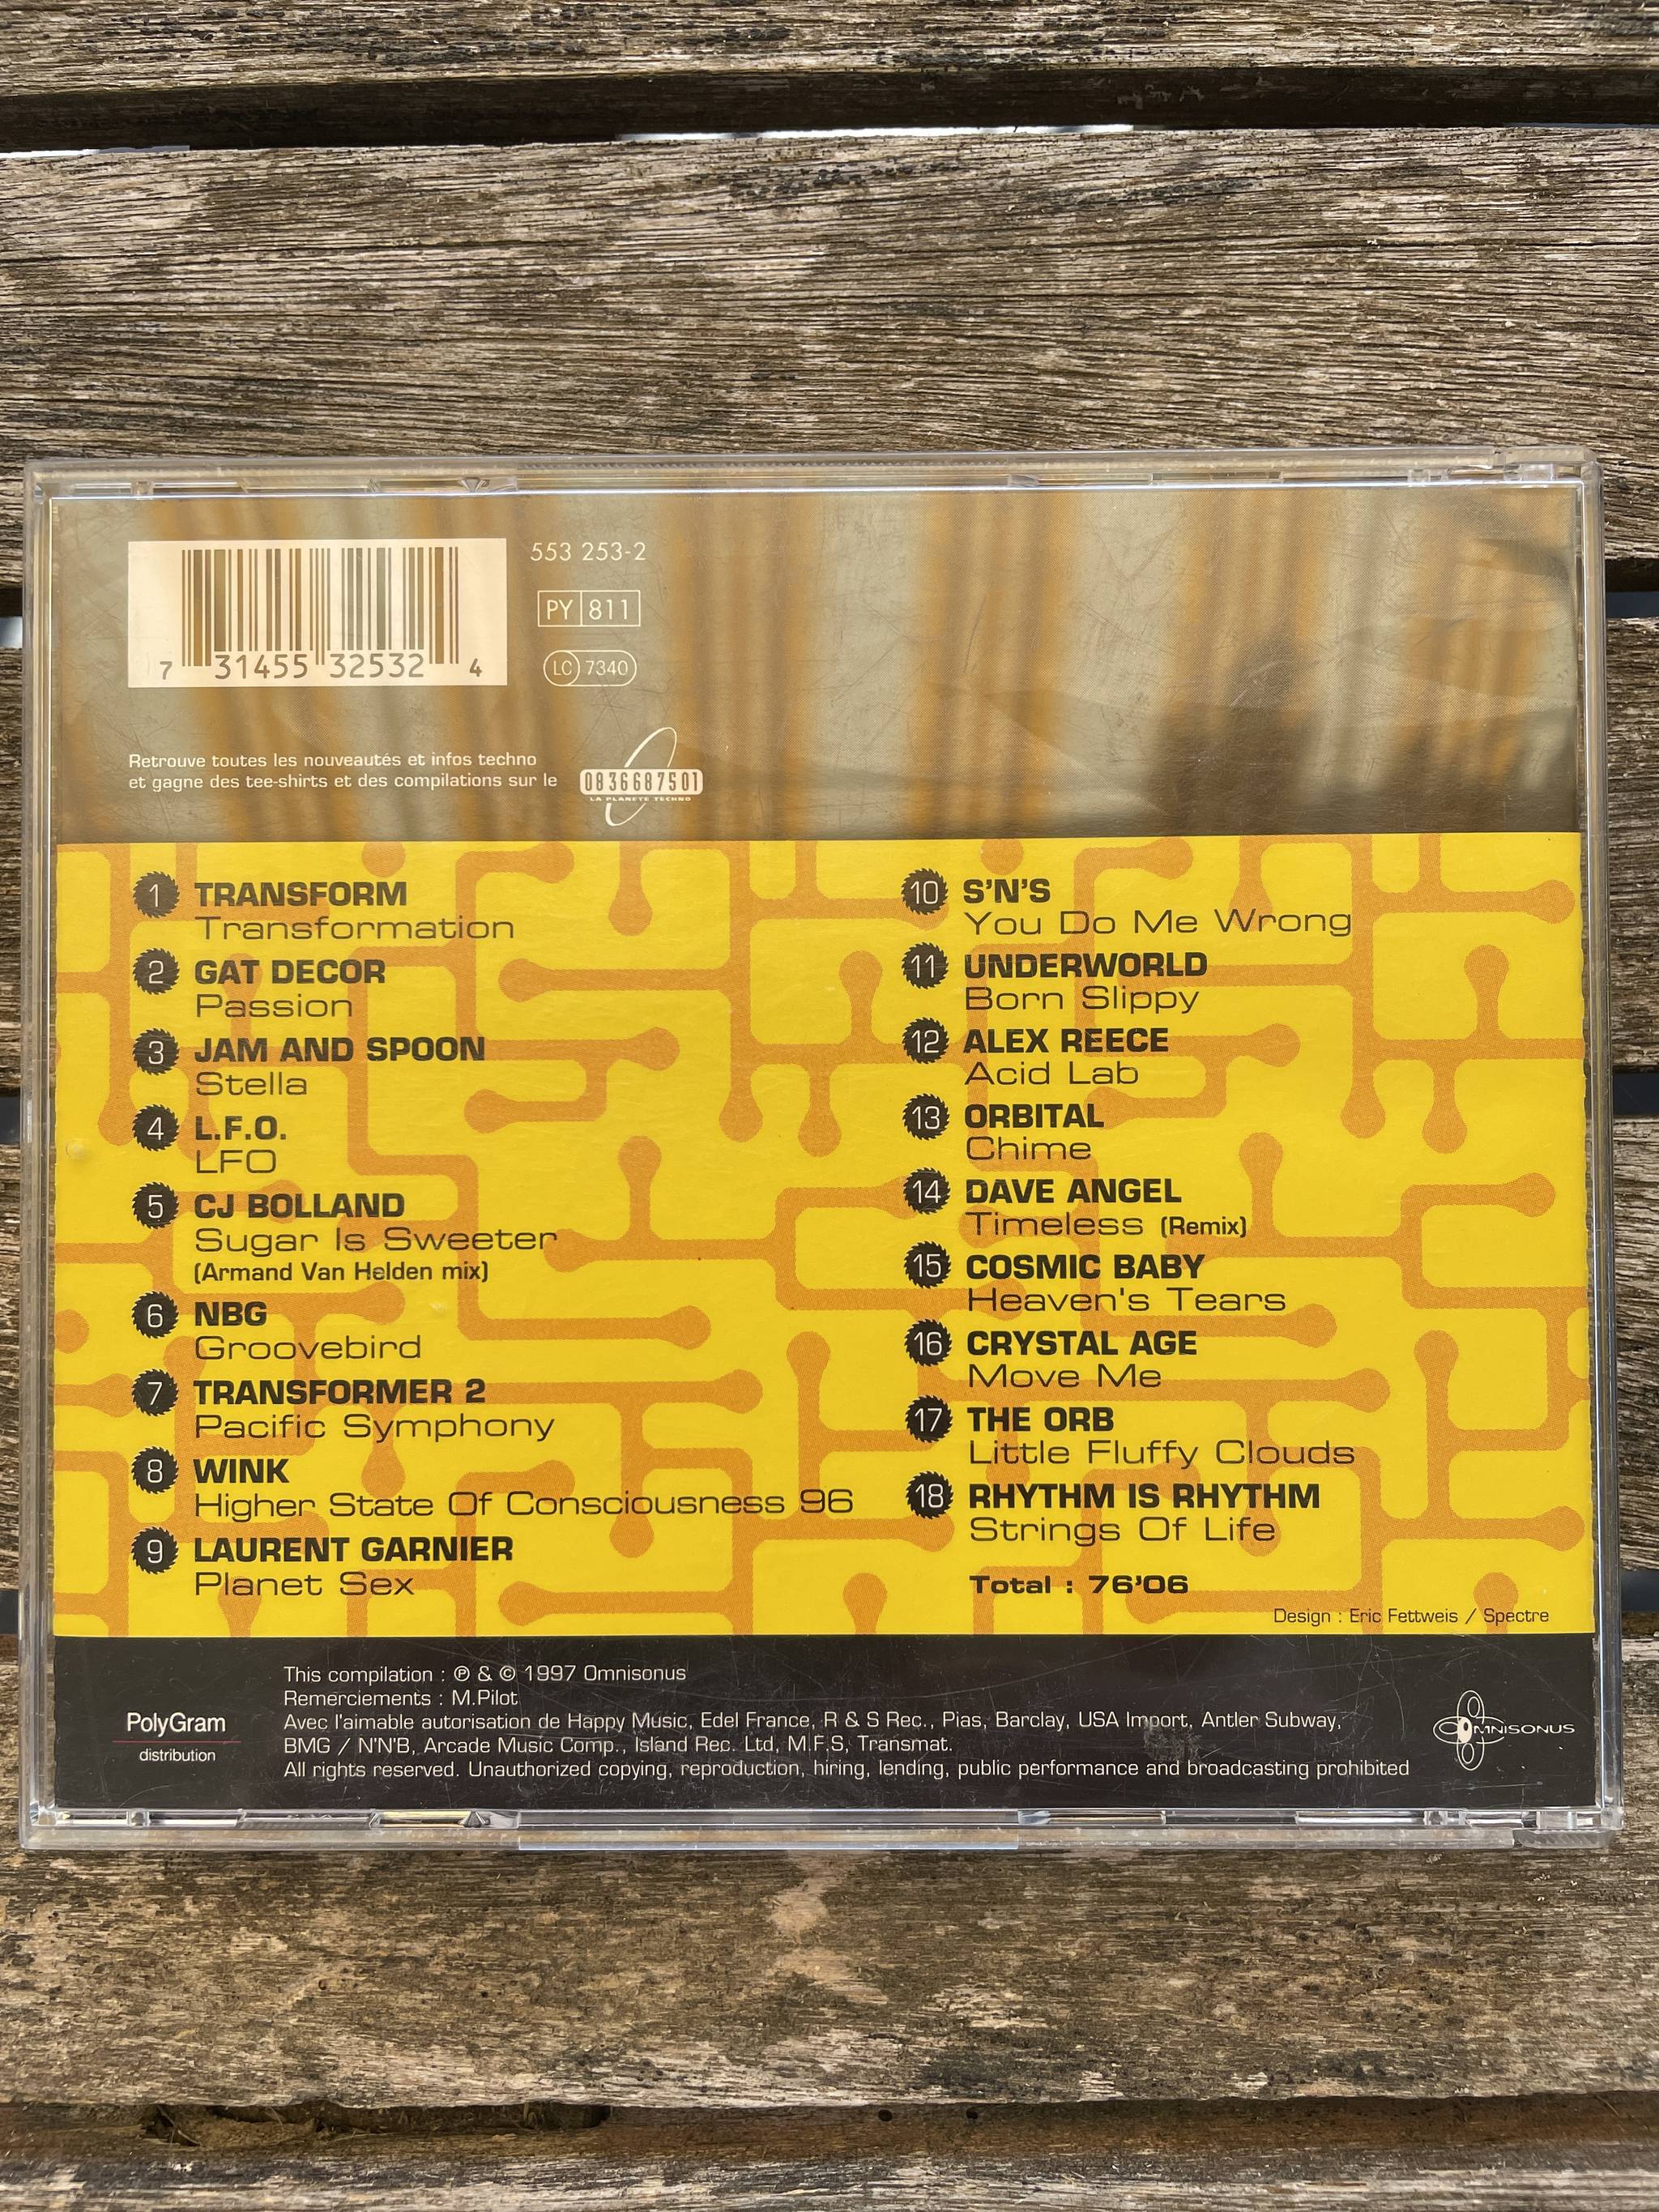 7 31455 32532 4
553 253-2
PY 811
LC 7340
Retrouve toutes les nouveautés et infos techno
et gagne des tee-shirts et des compilations sur le
0836687501
LA PLANETE TECHNO
1 TRANSFORM
Transformation
2 GAT DECOR
Passion
3 JAM AND SPOON
Stella
4 L.F.O.
LFO
5 CJ BOLLAND
Sugar Is Sweeter
(Armand Van Helden mix)
6 NBG
Groovebird
7 TRANSFORMER 2
Pacific Symphony
8 WINK
Higher State Of Consciousness 96
9 LAURENT GARNIER
Planet Sex
10 S'N'S
You Do Me Wrong
11 UNDERWORLD
Born Slippy
12 ALEX REECE
Acid Lab
13 ORBITAL
Chime
14 DAVE ANGEL
Timeless (Remix)
15 COSMIC BABY
Heaven's Tears
16 CRYSTAL AGE
Move Me
17 THE ORB
Little Fluffy Clouds
18 RHYTHM IS RHYTHM
Strings Of Life
Total : 76'06
Design : Eric Fettweis / Spectre
PolyGram
distribution
This compilation : ℗ & © 1997 Omnisonus
Remerciements : M.Pilot
Avec l'aimable autorisation de Happy Music, Edel France, R & S Rec., Pias, Barclay, USA Import, Antler Subway,
BMG / N'N'B, Arcade Music Comp., Island Rec. Ltd, M.F.S, Transmat.
All rights reserved. Unauthorized copying, reproduction, hiring, lending, public performance and broadcasting prohibited
OMNISONUS